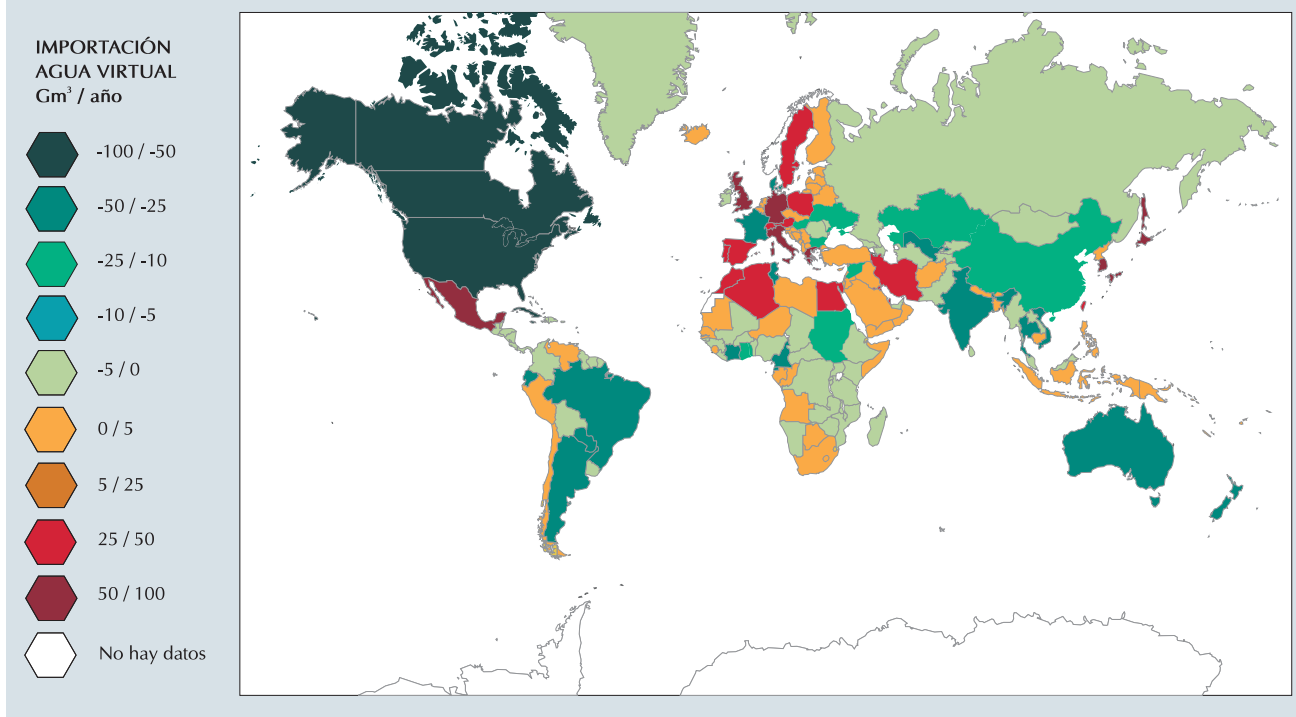 IMPORTACIÓN
AGUA VIRTUAL
Gm³ / año
-100 / -50
-50 / -25
-25 / -10
-10 / -5
-5 / 0
0 / 5
5 / 25
25 / 50
50 / 100
No hay datos